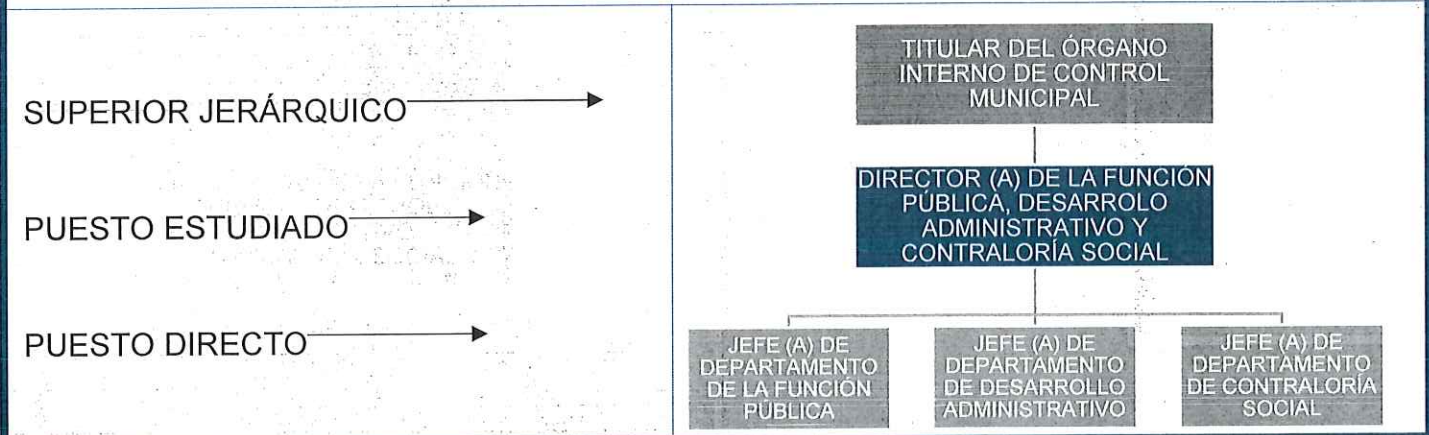 SUPERIOR JERÁRQUICO
PUESTO ESTUDIADO
PUESTO DIRECTO
TITULAR DEL ÓRGANO
INTERNO DE CONTROL
MUNICIPAL
DIRECTOR (A) DE LA FUNCIÓN
PÚBLICA, DESARROLO
ADMINISTRATIVO Y
CONTRALORÍA SOCIAL
JEFE (A) DE
DEPARTAMENTO
DE LA FUNCIÓN
PÚBLICA
JEFE (A) DE
DEPARTAMENTO
DE DESARROLLO
ADMINISTRATIVO
JEFE (A) DE
DEPARTAMENTO
DE CONTRALORÍA
SOCIAL